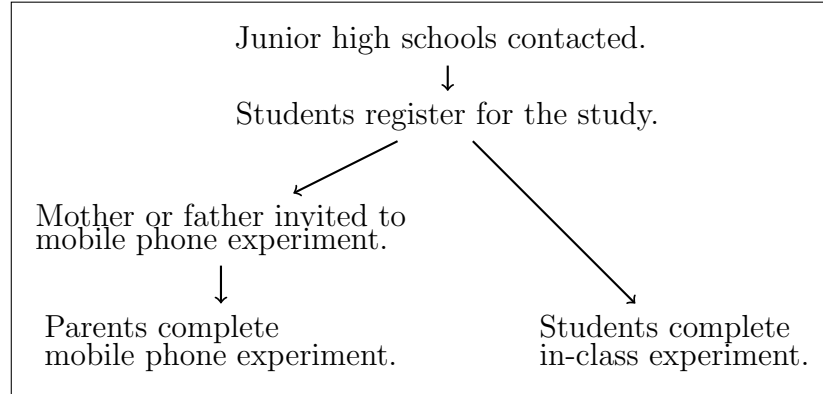 Junior high schools contacted.
Students register for the study.
Mother or father invited to
mobile phone experiment.
Parents complete
mobile phone experiment.
Students complete
in-class experiment.